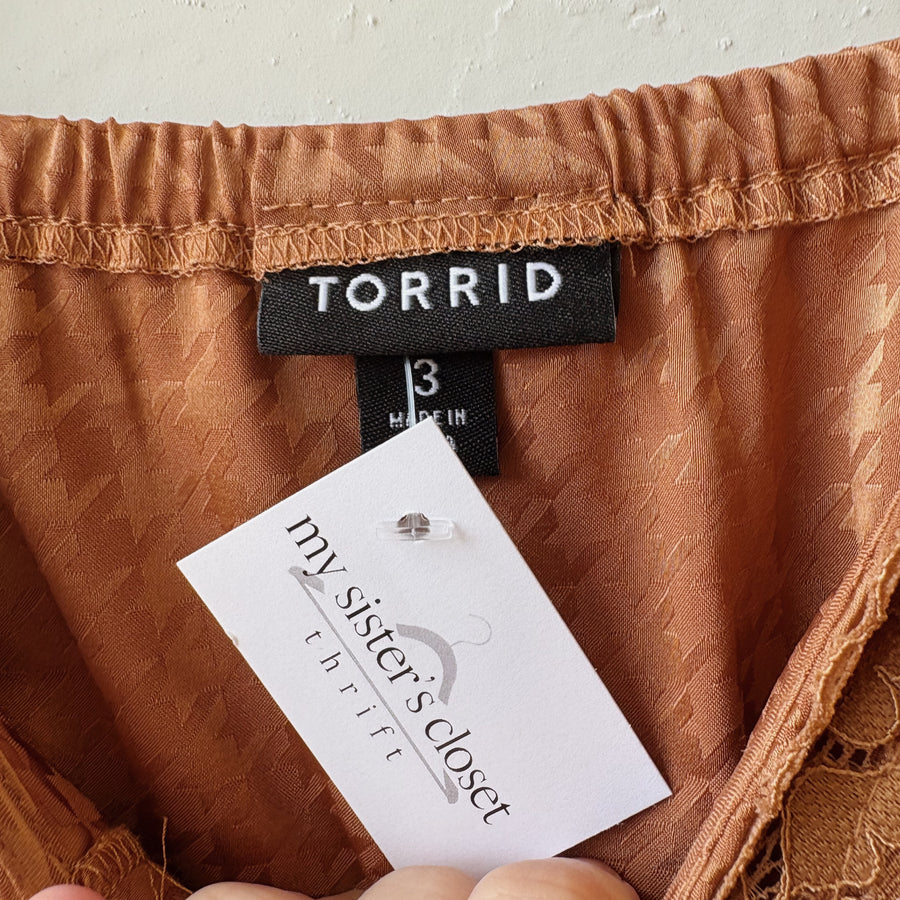 TORRID
3
MADE IN
my sister's closet
thrift